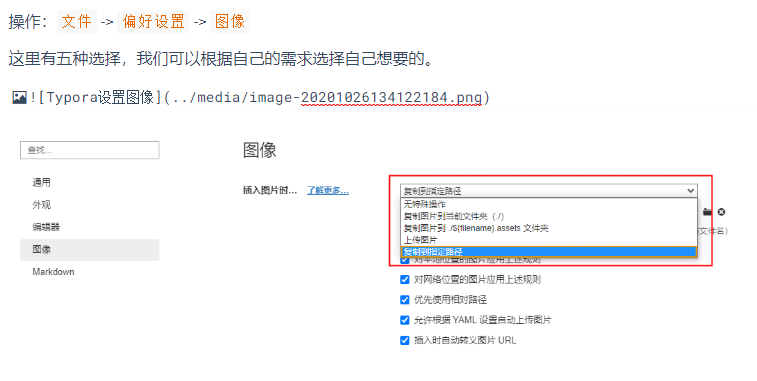 操作：文件 -> 偏好设置 -> 图像
这里有五种选择，我们可以根据自己的需求选择自己想要的。
![Typora设置图像](../media/image-20201026134122184.png)
查找...
图像
通用
外观
编辑器
图像
Markdown
插入图片时... 了解更多...
复制到指定路径
无特殊操作
复制图片到当前文件夹（./）
复制图片到 ./${filename}.assets 文件夹
上传图片
复制到指定路径
文件名)
对本地位置的图片应用上述规则
对网络位置的图片应用上述规则
优先使用相对路径
允许根据 YAML 设置自动上传图片
插入时自动转义图片 URL